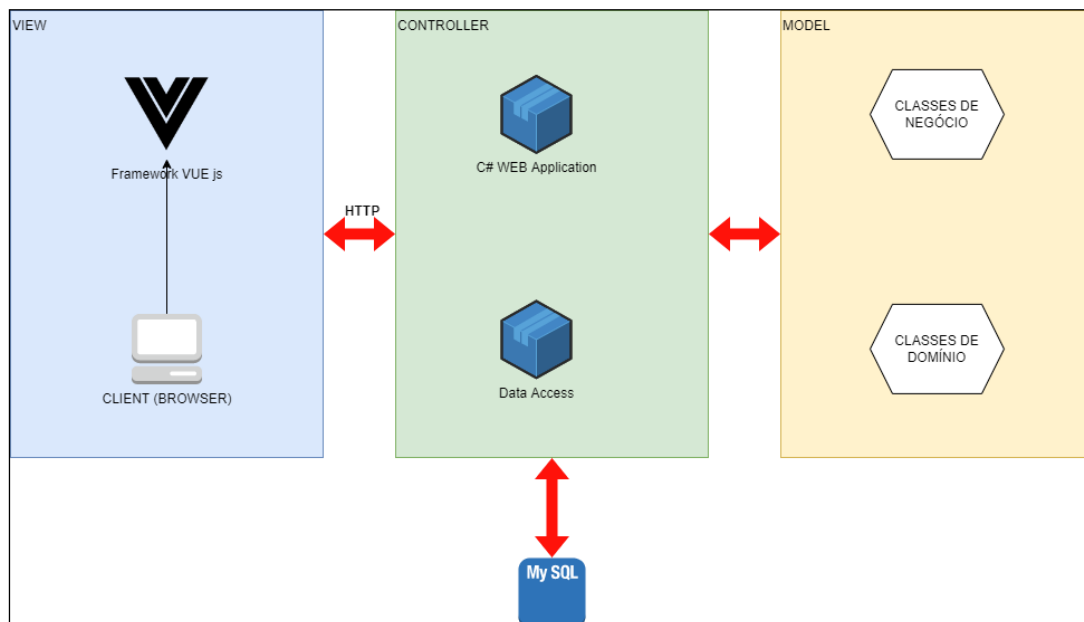 VIEW
CONTROLLER
MODEL
Framework VUE js
CLIENT (BROWSER)
HTTP
C# WEB Application
Data Access
CLASSES DE
NEGÓCIO
CLASSES DE
DOMÍNIO
My SQL